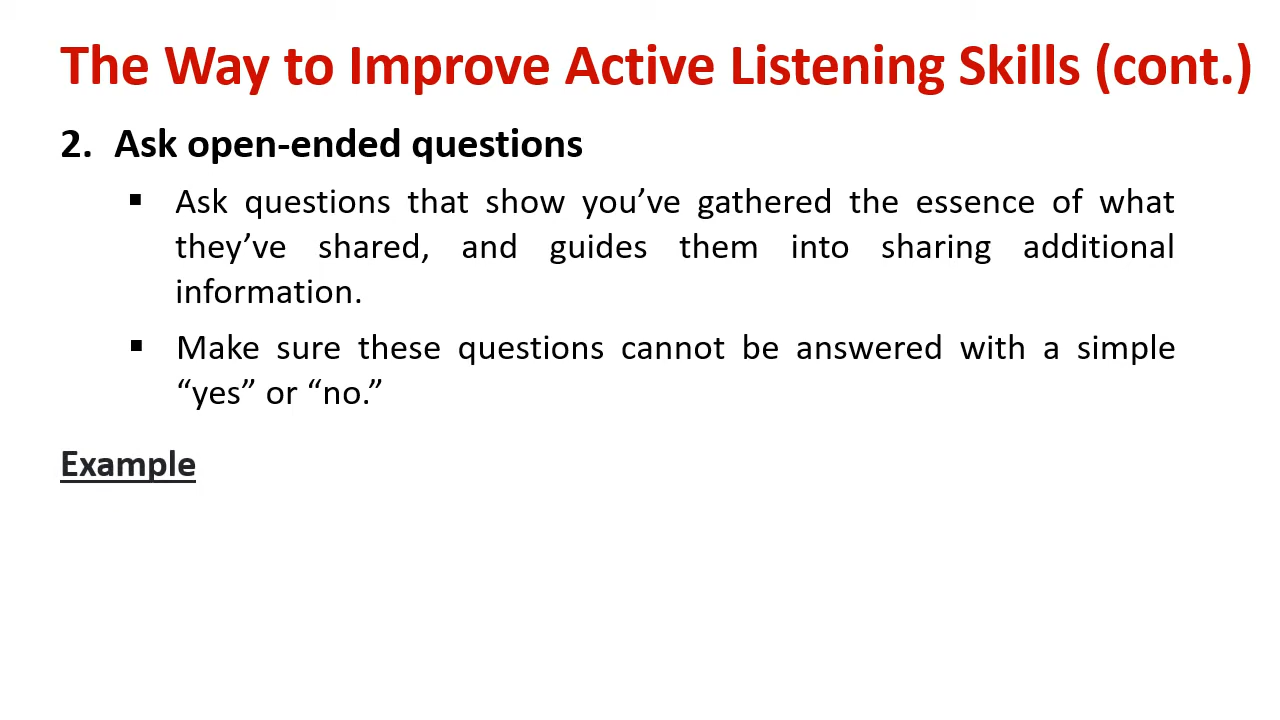 The Way to Improve Active Listening Skills (cont.)
2. Ask open-ended questions
▪ Ask questions that show you’ve gathered the essence of what
they’ve shared, and guides them into sharing additional
information.
▪ Make sure these questions cannot be answered with a simple
“yes” or “no.”
Example